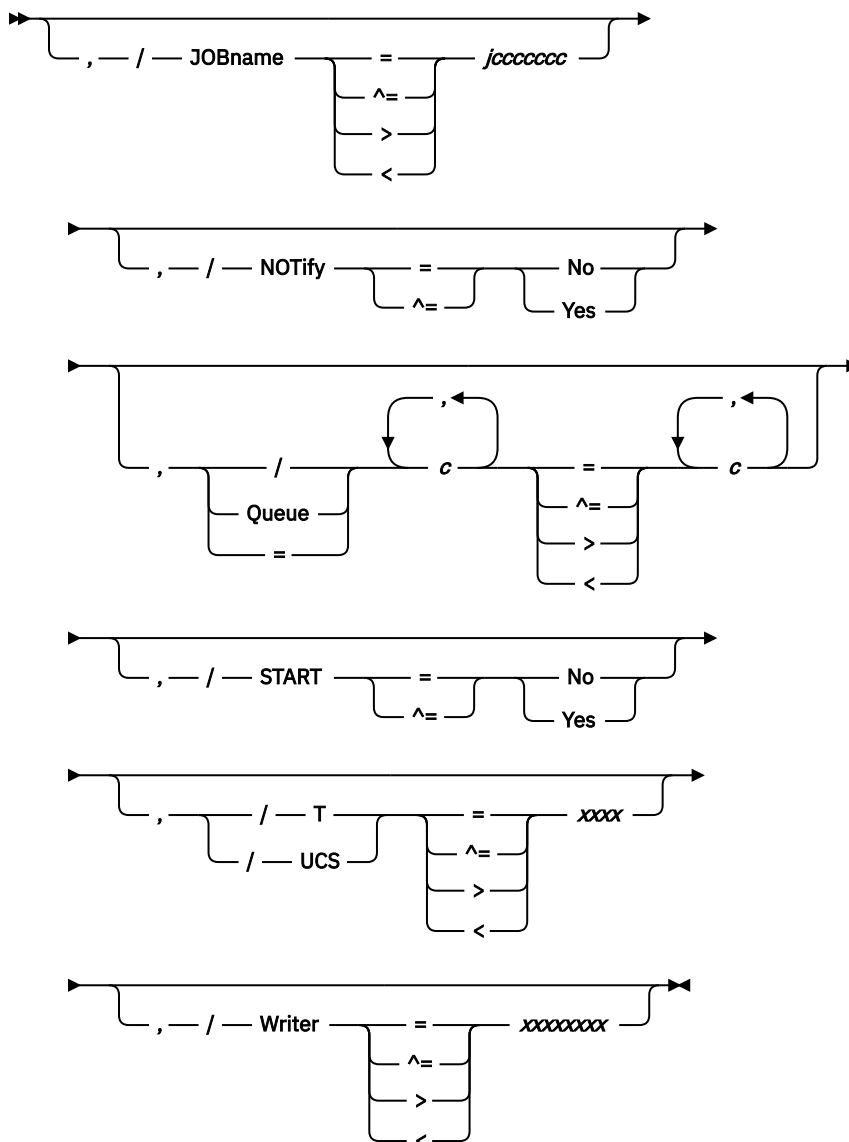 , / JOBname = jccccccc
^=
>
<
, / NOTify = No
^= Yes
, ,
, / c = c
Queue ^=
= >
<
, / START = No
^= Yes
, / T = xxxx
/ UCS ^=
>
<
, / Writer = xxxxxxxx
^=
>
<